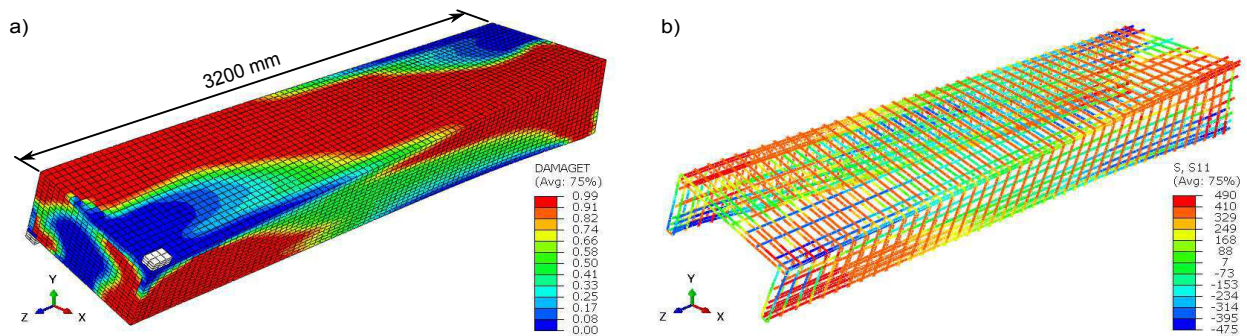 a)
3200 mm
DAMAGET
(Avg: 75%)
0.99
0.91
0.82
0.74
0.66
0.58
0.50
0.41
0.33
0.25
0.17
0.08
0.00
Y
Z
X
b)
S, S11
(Avg: 75%)
490
410
329
249
168
88
7
-73
-153
-234
-314
-395
-475
Y
Z
X